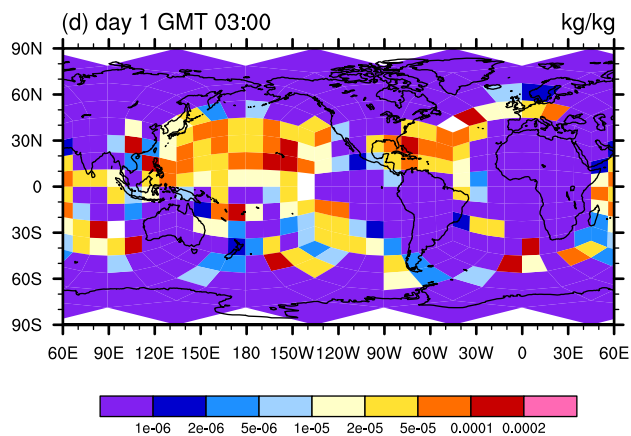 (d) day 1 GMT 03:00 kg/kg
90N
60N
30N
0
30S
60S
90S
60E 90E 120E 150E 180 150W 120W 90W 60W 30W 0 30E 60E
1e-06 2e-06 5e-06 1e-05 2e-05 5e-05 0.0001 0.0002